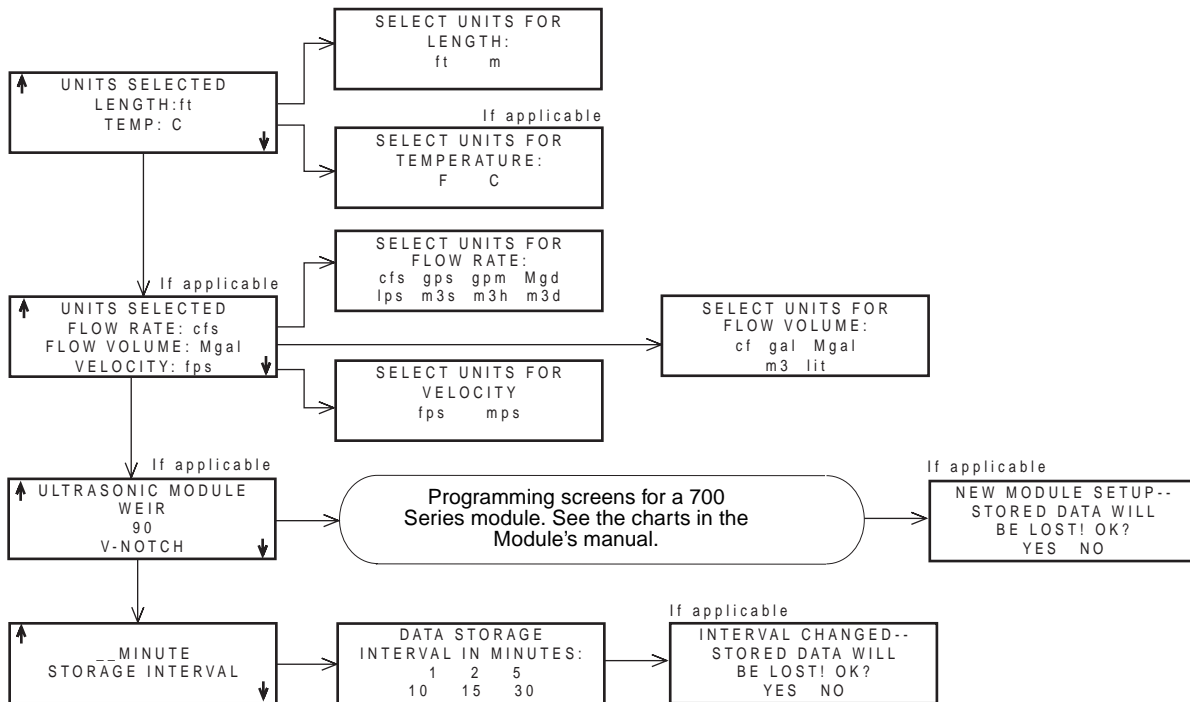 SELECT UNITS FOR
LENGTH:
ft m
UNITS SELECTED
LENGTH:ft
TEMP: C
If applicable
SELECT UNITS FOR
TEMPERATURE:
F C
SELECT UNITS FOR
FLOW RATE:
cfs gps gpm Mgd
lps m3s m3h m3d
If applicable
UNITS SELECTED
FLOW RATE: cfs
FLOW VOLUME: Mgal
VELOCITY: fps
SELECT UNITS FOR
FLOW VOLUME:
cf gal Mgal
m3 lit
SELECT UNITS FOR
VELOCITY
fps mps
If applicable
ULTRASONIC MODULE
WEIR
90
V-NOTCH
Programming screens for a 700
Series module. See the charts in the
Module's manual.
If applicable
NEW MODULE SETUP--
STORED DATA WILL
BE LOST! OK?
YES NO
__MINUTE
STORAGE INTERVAL
DATA STORAGE
INTERVAL IN MINUTES:
1 2 5
10 15 30
If applicable
INTERVAL CHANGED--
STORED DATA WILL
BE LOST! OK?
YES NO